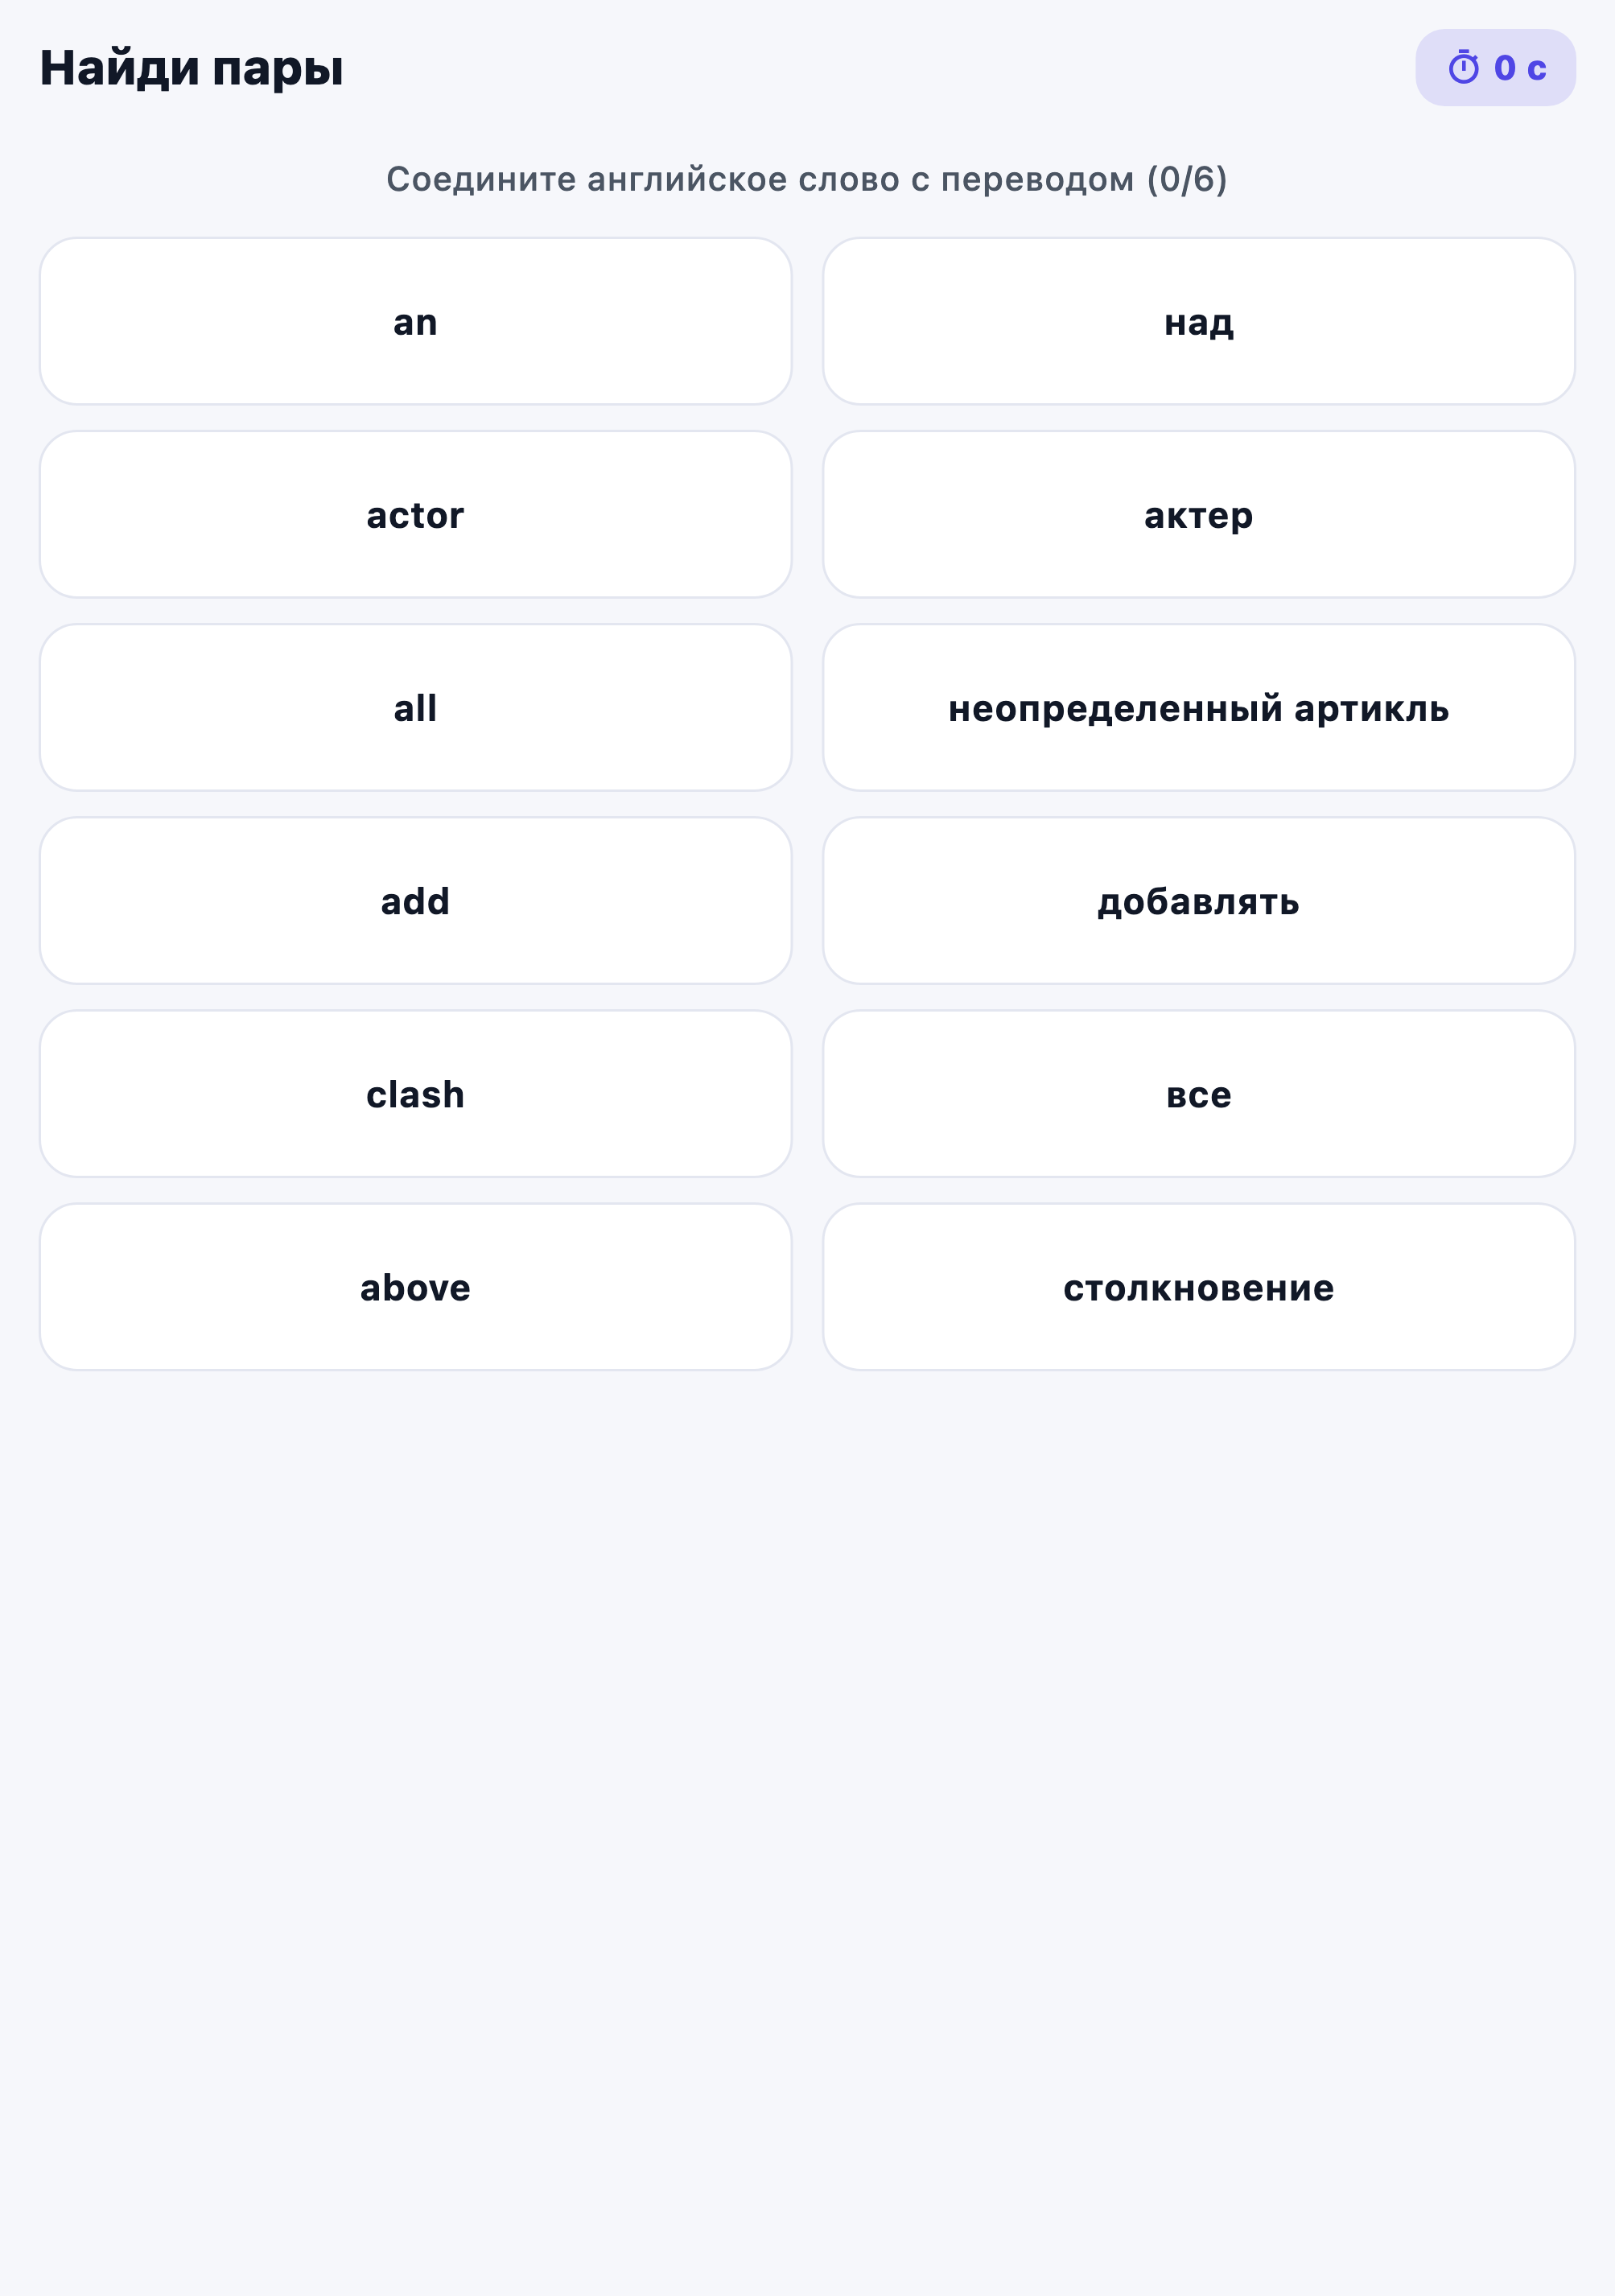 Найди пары
0 с
Соедините английское слово с переводом (0/6)
an
над
actor
актер
all
неопределенный артикль
add
добавлять
clash
все
above
столкновение